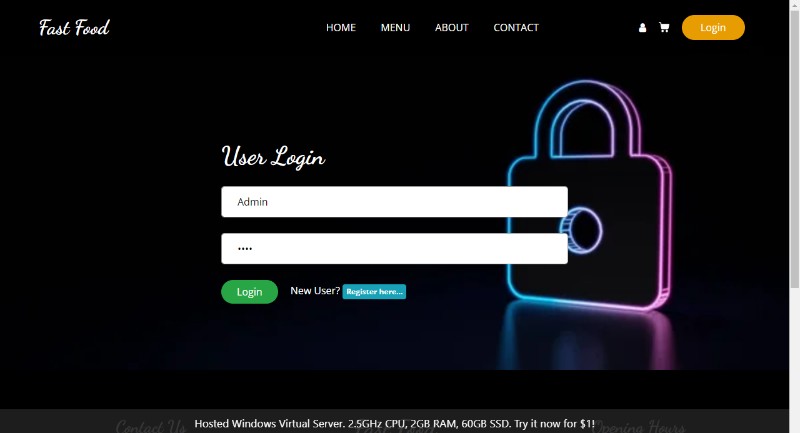 Fast Food
HOME
MENU
ABOUT
CONTACT
Login
User Login
Admin
••••
Login
New User? Register here...
Contact Us
Opening Hours
Hosted Windows Virtual Server. 2.5GHz CPU, 2GB RAM, 60GB SSD. Try it now for $1!